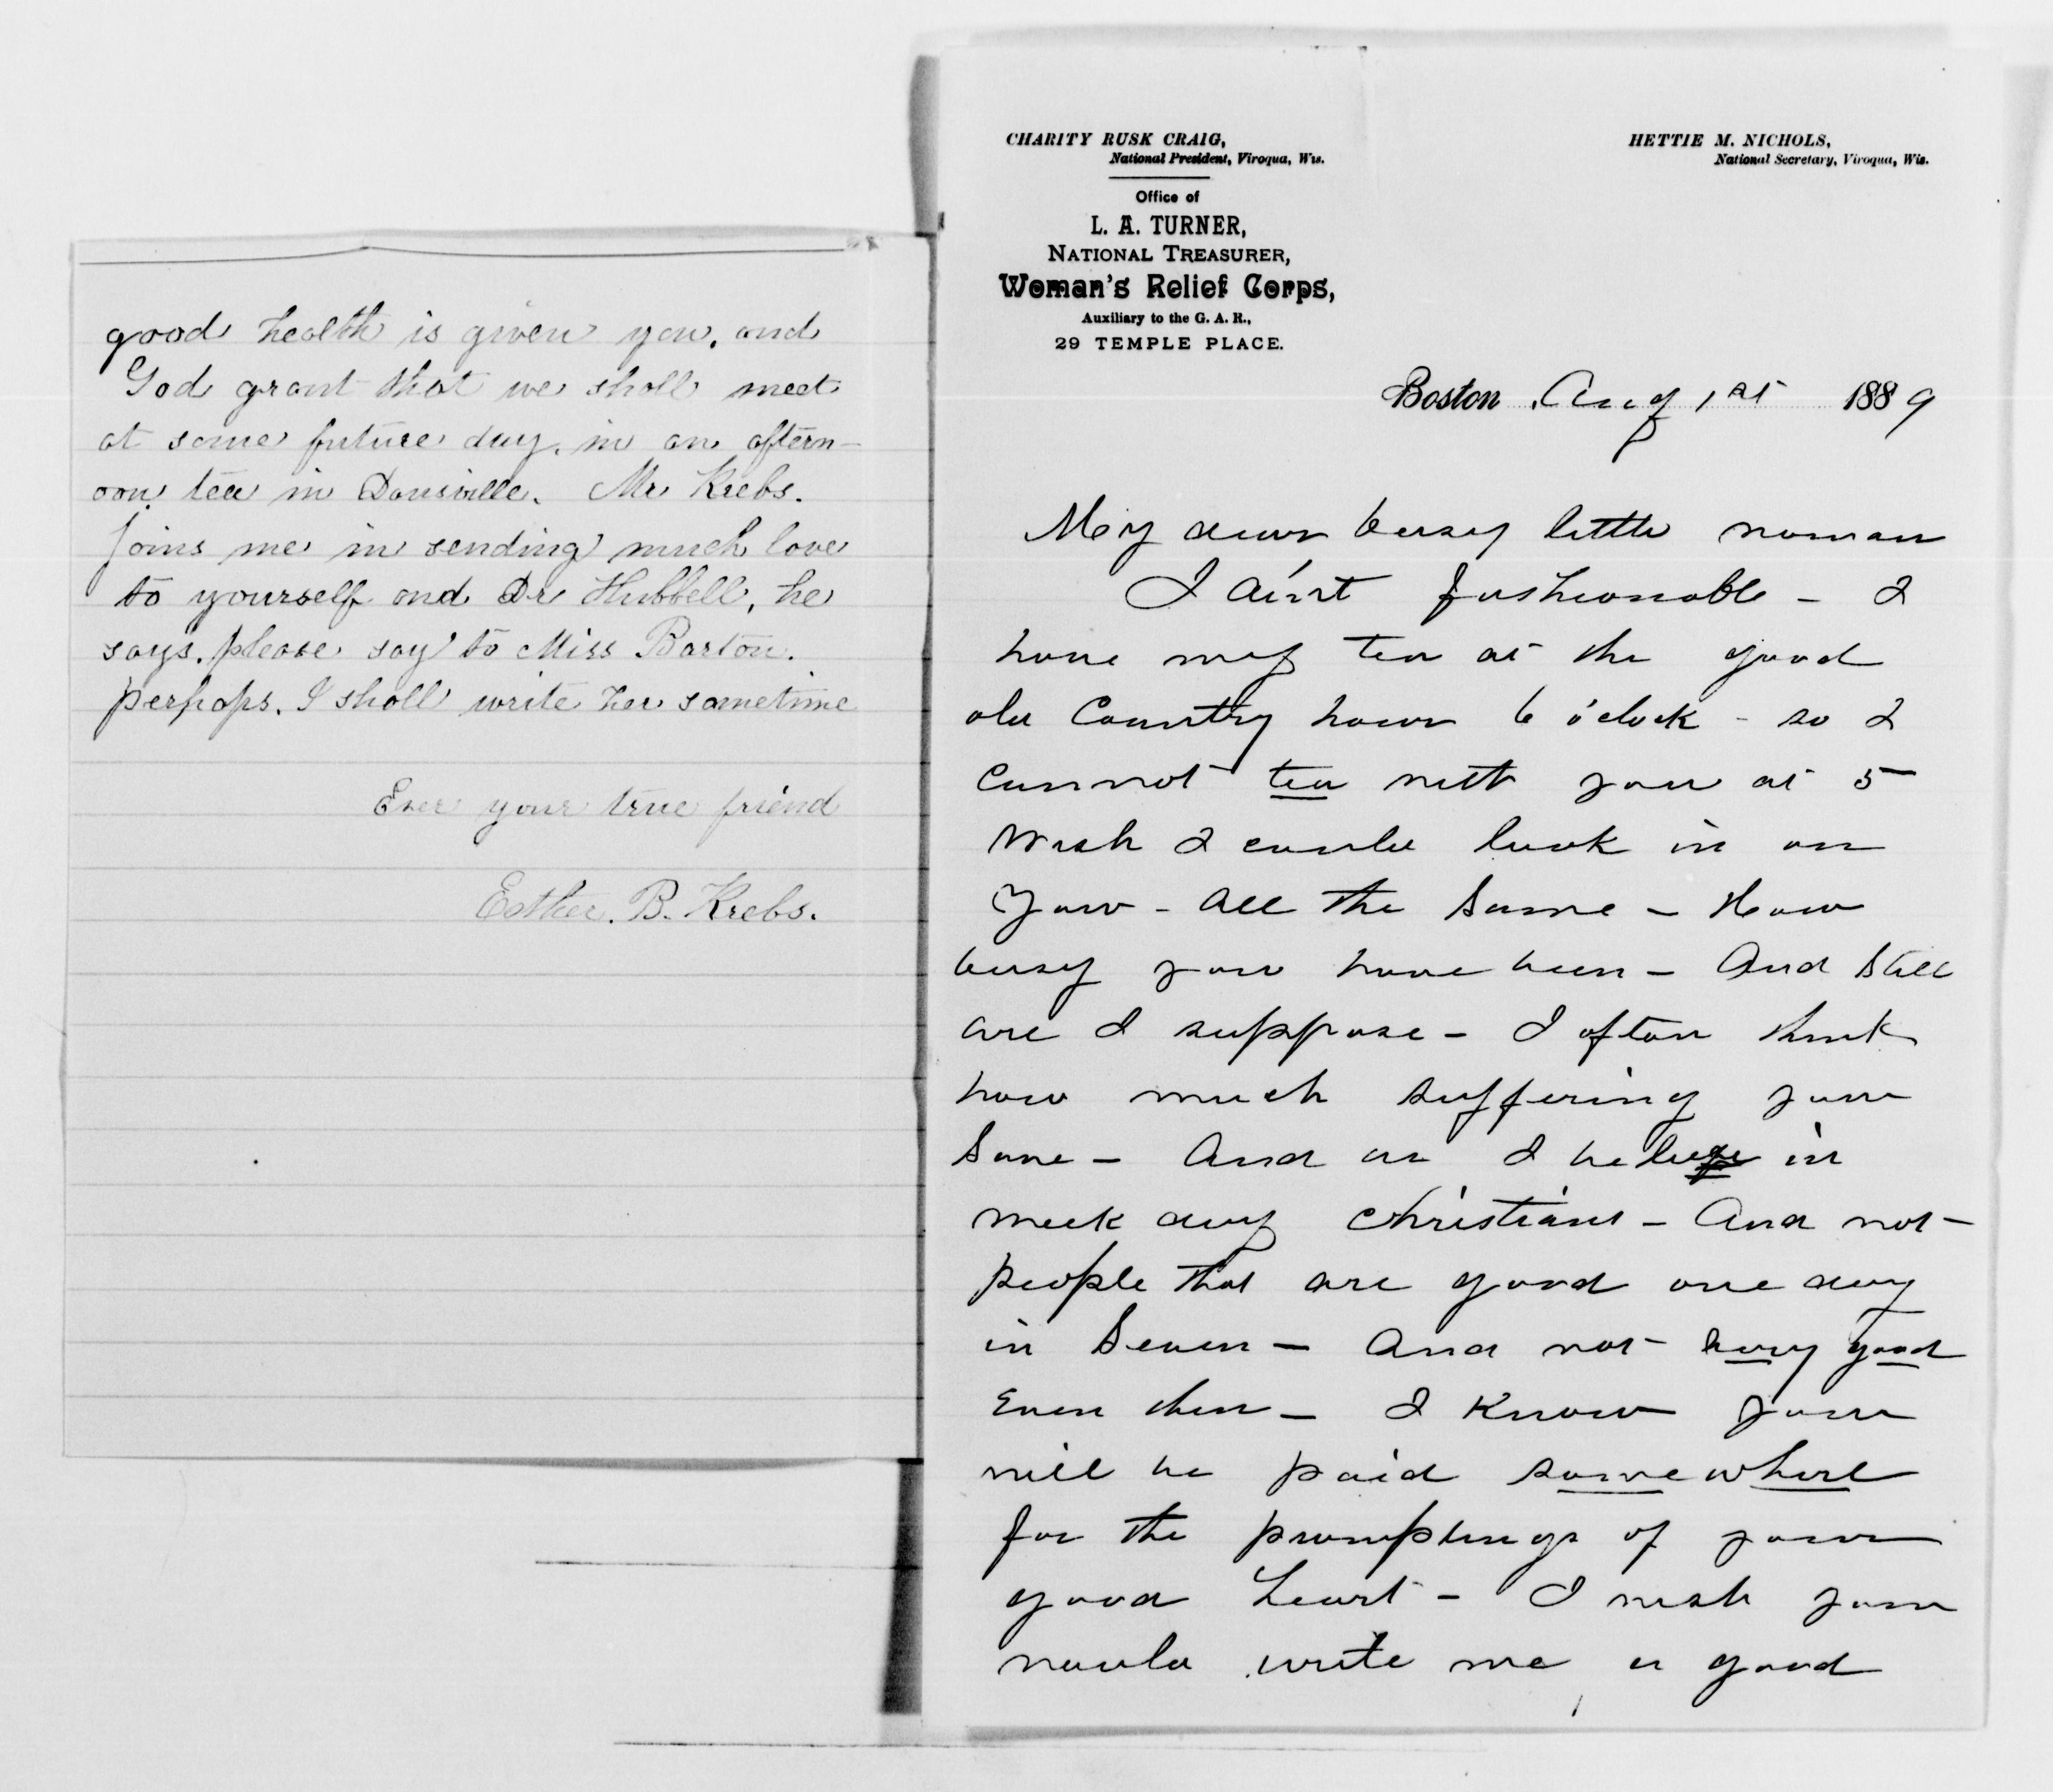 good health is given you, and
God grant that we shall meet
at some future day, in an aftern-
oon tea in Dansville. Mr Krebs.
joins me in sending much love
to yourself and Dr Hubbell, he
says. please say to Miss Barton.
perhaps. I shall write her sometime
Ever your true friend
Esther. B. Krebs.
CHARITY RUSK CRAIG,
National President, Viroqua, Wis.
HETTIE M. NICHOLS,
National Secretary, Viroqua, Wis.
Office of
L. A. TURNER,
NATIONAL TREASURER,
Woman's Relief Corps,
Auxiliary to the G. A. R.,
29 TEMPLE PLACE.
Boston Aug 1st 1889
My dear busy little woman
I ain't fashionable - I
have my tea at the good
old Country hour 6 o'clock - so I
cannot tea with you at 5
Wish I could look in on
you - all the same - How
busy you have been - And still
are I suppose - I often think
how much suffering you
save - And as I believe in
week day christians - And not
people that are good one day
in seven - And not very good
even then - I know you
will be paid somewhere
for the promptings of your
good heart - I wish you
would write me a good